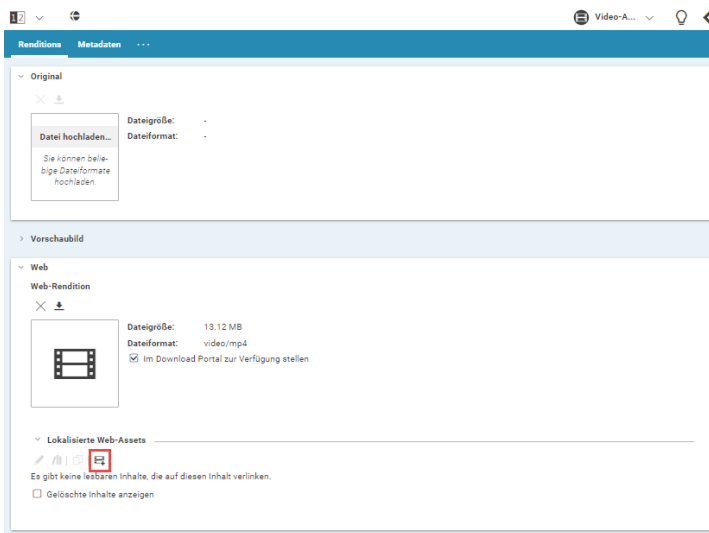 12
Video-A...
Renditions Metadaten ...
Original
Dateigröße: -
Datei hochladen... Dateiformat: -
Sie können belie-
bige Dateiformate
hochladen.
Vorschaubild
Web
Web-Rendition
Dateigröße: 13.12 MB
Dateiformat: video/mp4
Im Download Portal zur Verfügung stellen
Lokalisierte Web-Assets
Es gibt keine lesbaren Inhalte, die auf diesen Inhalt verlinken.
Gelöschte Inhalte anzeigen